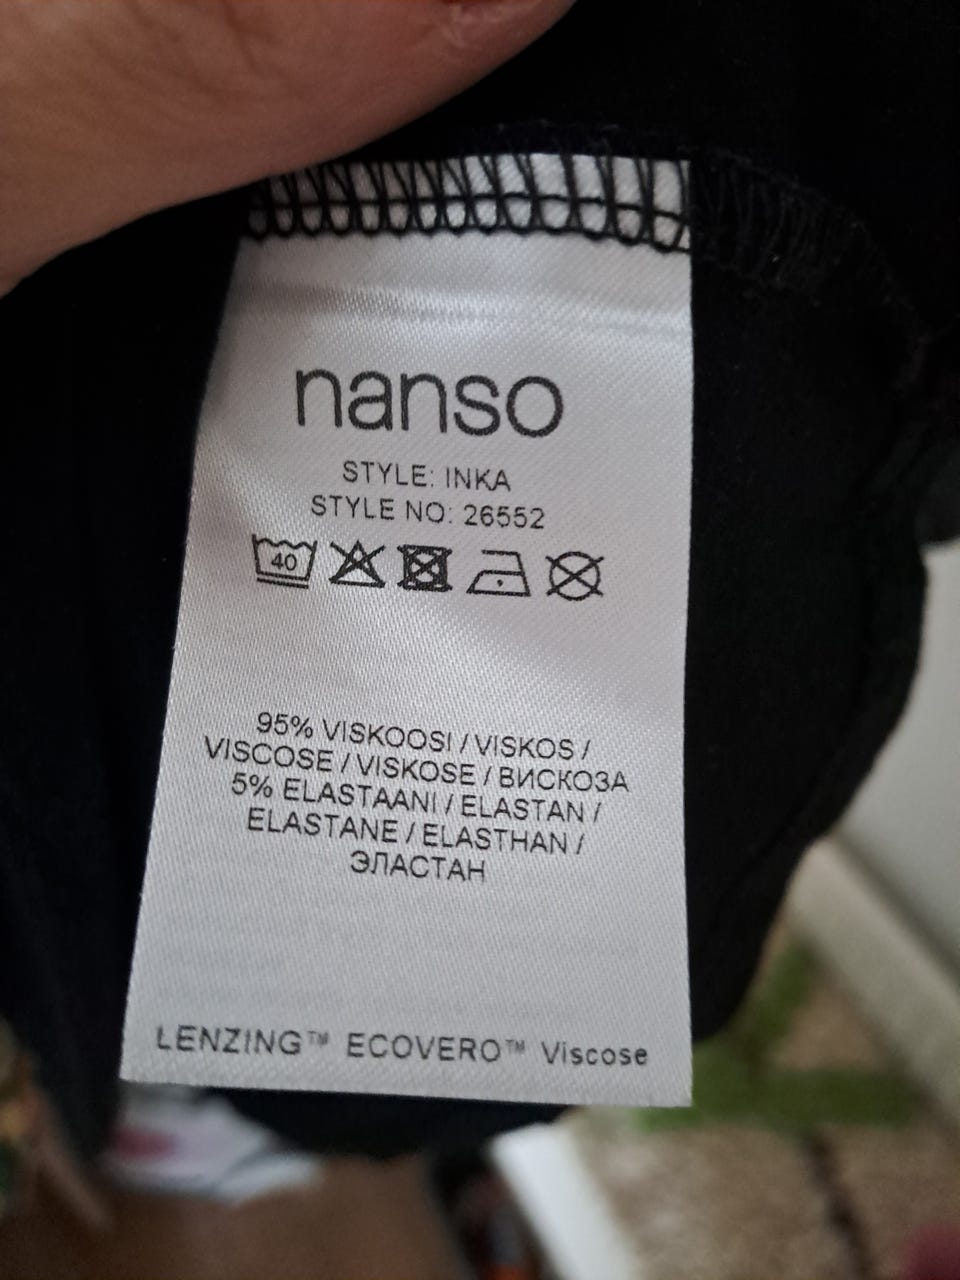 nanso
STYLE: INKA
STYLE NO: 26552
40
95% VISKOOSI / VISKOS /
VISCOSE / VISKOSE / ВИСКОЗА
5% ELASTAANI / ELASTAN /
ELASTANE / ELASTHAN /
ЭЛАСТАН
LENZING™ ECOVERO™ Viscose